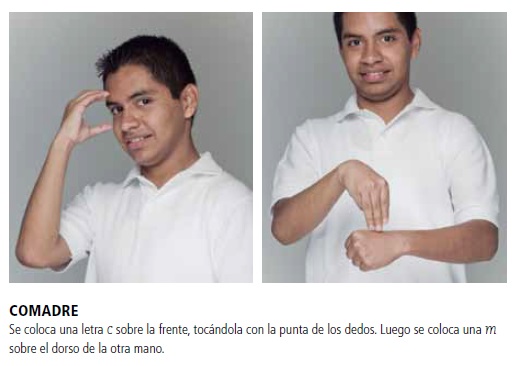 COMADRE
Se coloca una letra c sobre la frente, tocándola con la punta de los dedos. Luego se coloca una m
sobre el dorso de la otra mano.